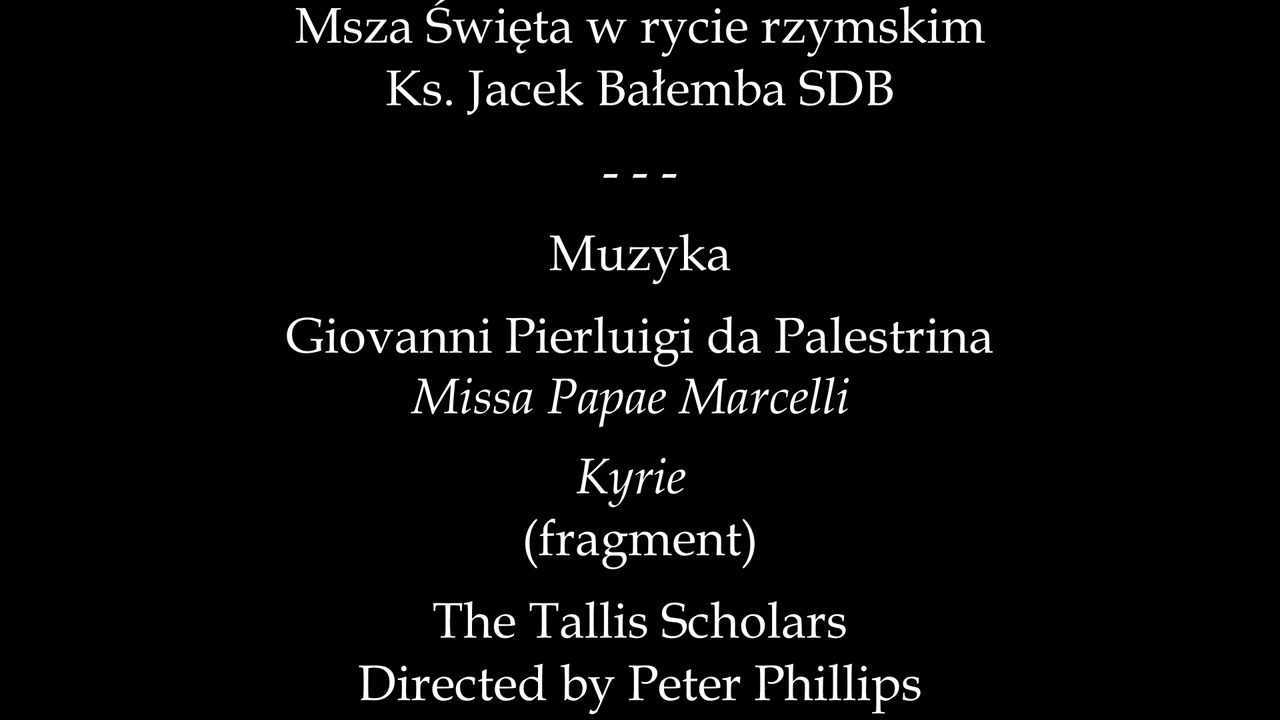 Msza Święta w rycie rzymskim
Ks. Jacek Bałemba SDB
- - -
Muzyka
Giovanni Pierluigi da Palestrina
Missa Papae Marcelli
Kyrie
(fragment)
The Tallis Scholars
Directed by Peter Phillips